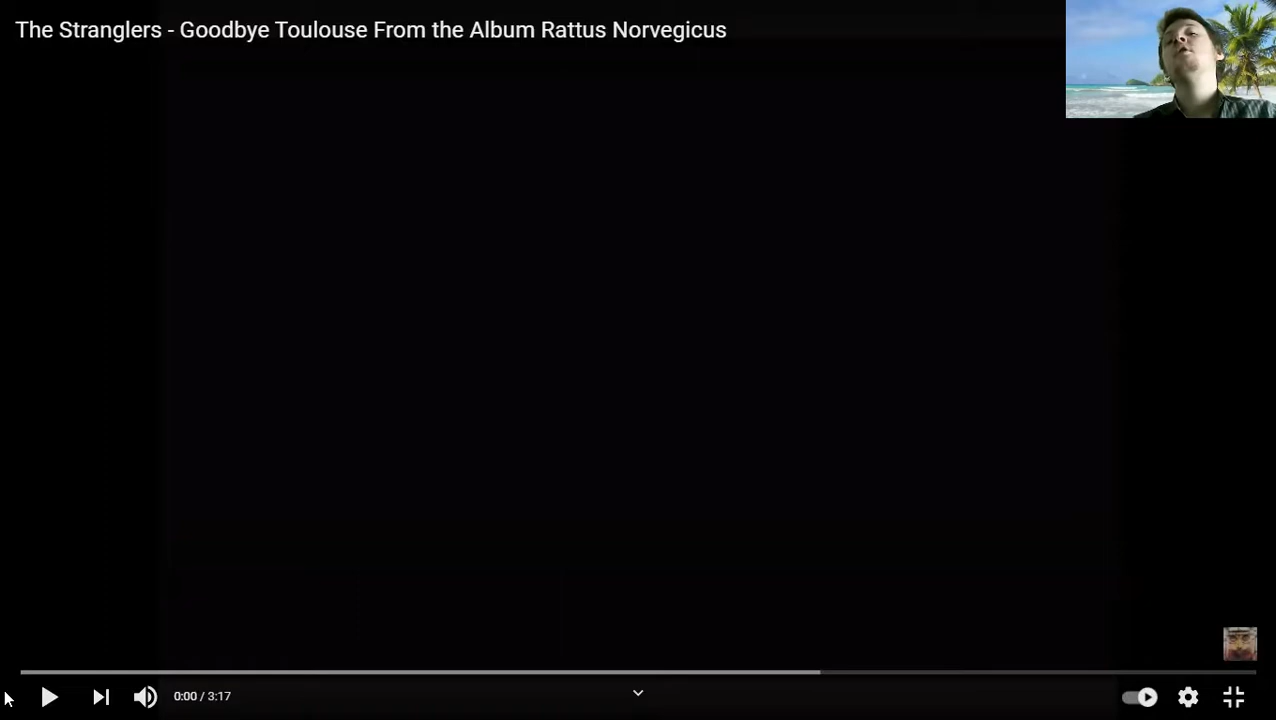 The Stranglers - Goodbye Toulouse From the Album Rattus Norvegicus
0:00 / 3:17